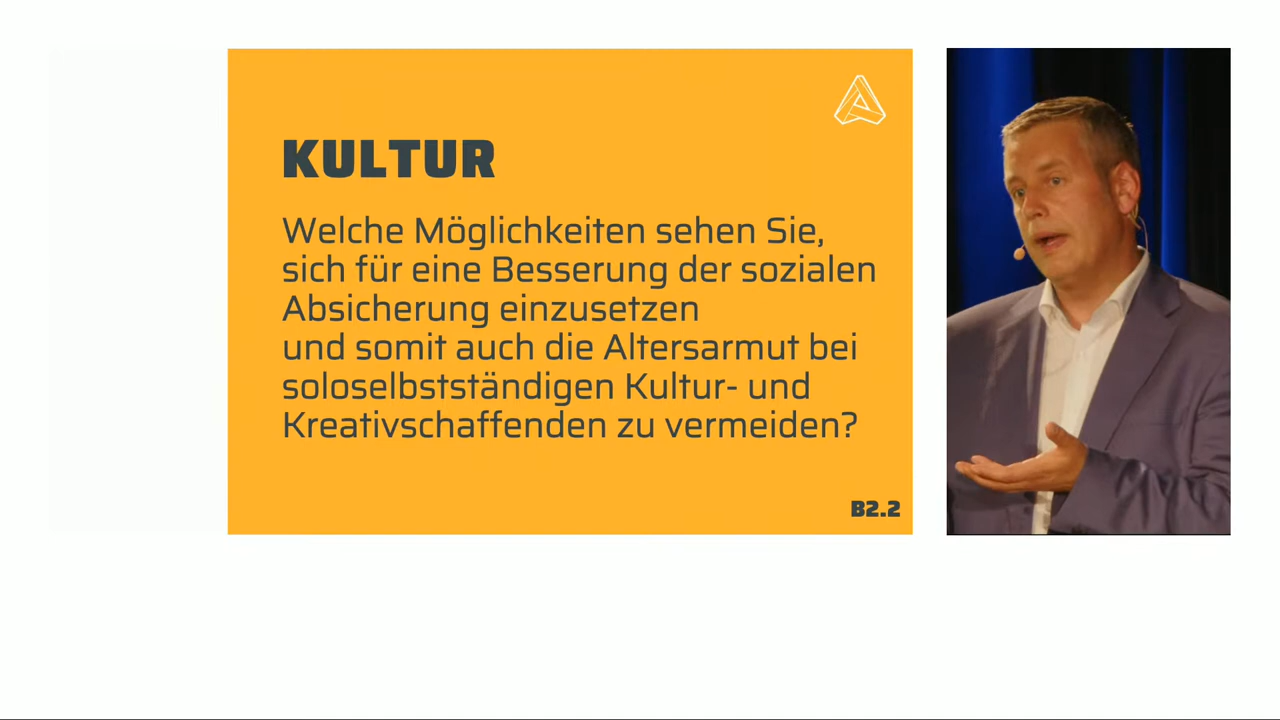 KULTUR
Welche Möglichkeiten sehen Sie,
sich für eine Besserung der sozialen
Absicherung einzusetzen
und somit auch die Altersarmut bei
soloselbstständigen Kultur- und
Kreativschaffenden zu vermeiden?
B2.2